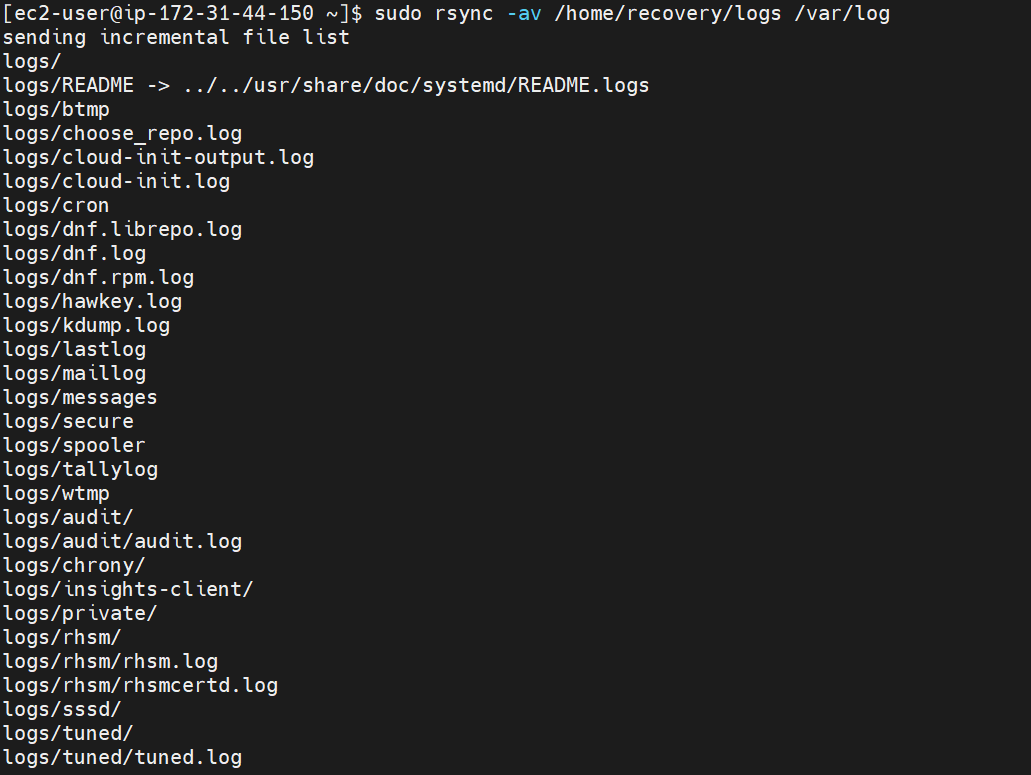 [ec2-user@ip-172-31-44-150 ~]$ sudo rsync -av /home/recovery/logs /var/log
sending incremental file list
logs/
logs/README -> ../../usr/share/doc/systemd/README.logs
logs/btmp
logs/choose_repo.log
logs/cloud-init-output.log
logs/cloud-init.log
logs/cron
logs/dnf.librepo.log
logs/dnf.log
logs/dnf.rpm.log
logs/hawkey.log
logs/kdump.log
logs/lastlog
logs/maillog
logs/messages
logs/secure
logs/spooler
logs/tallylog
logs/wtmp
logs/audit/
logs/audit/audit.log
logs/chrony/
logs/insights-client/
logs/private/
logs/rhsm/
logs/rhsm/rhsm.log
logs/rhsm/rhsmcertd.log
logs/sssd/
logs/tuned/
logs/tuned/tuned.log